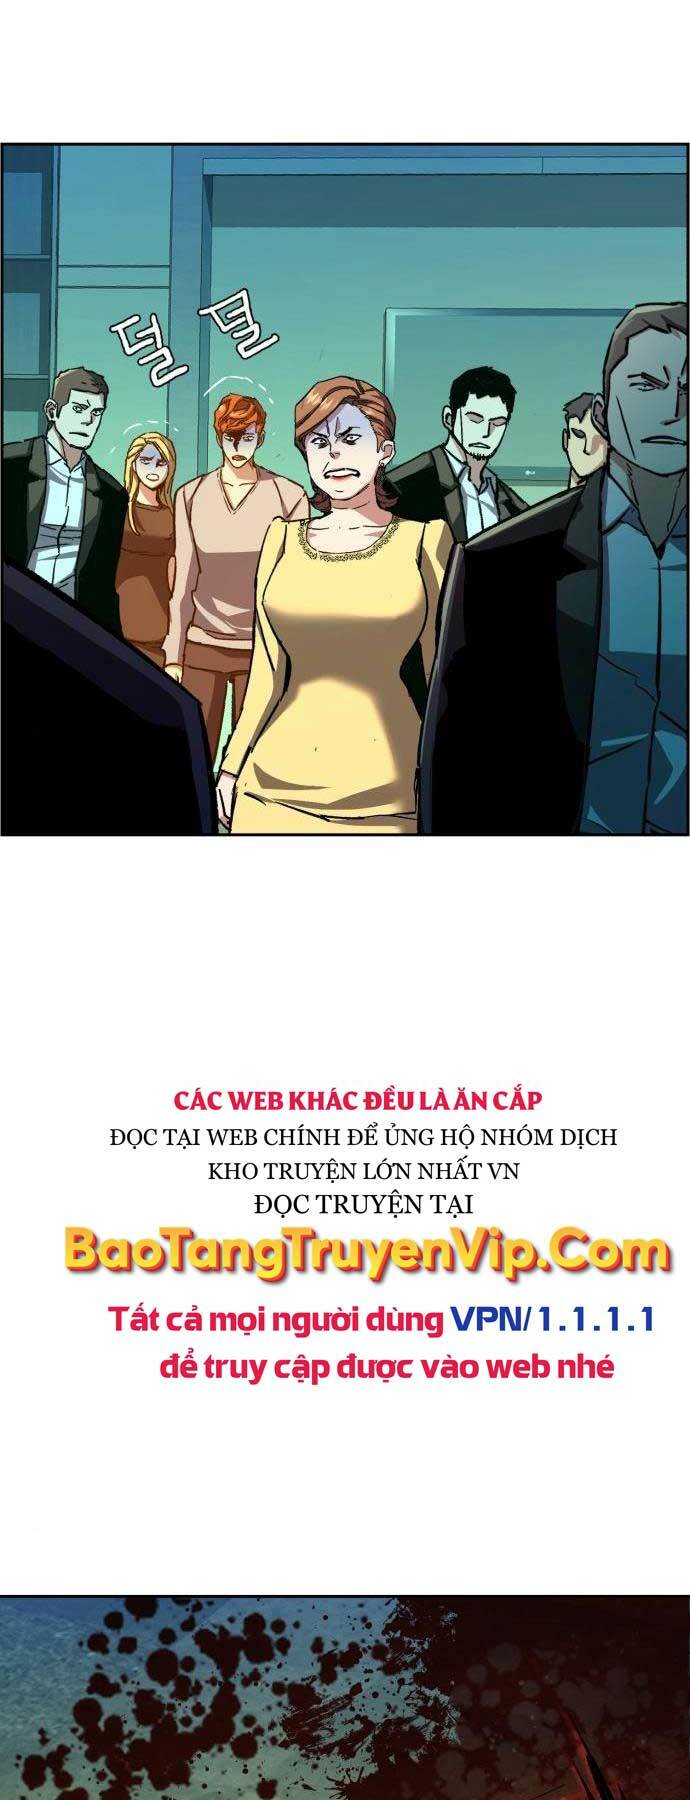 덜덜
CÁC WEB KHÁC ĐỀU LÀ ĂN CẮP
ĐỌC TẠI WEB CHÍNH ĐỂ ỦNG HỘ NHÓM DỊCH
KHO TRUYỆN LỚN NHẤT VN
ĐỌC TRUYỆN TẠI
BaoTangTruyenVip.Com
Tất cả mọi người dùng VPN/1.1.1.1
để truy cập được vào web nhé